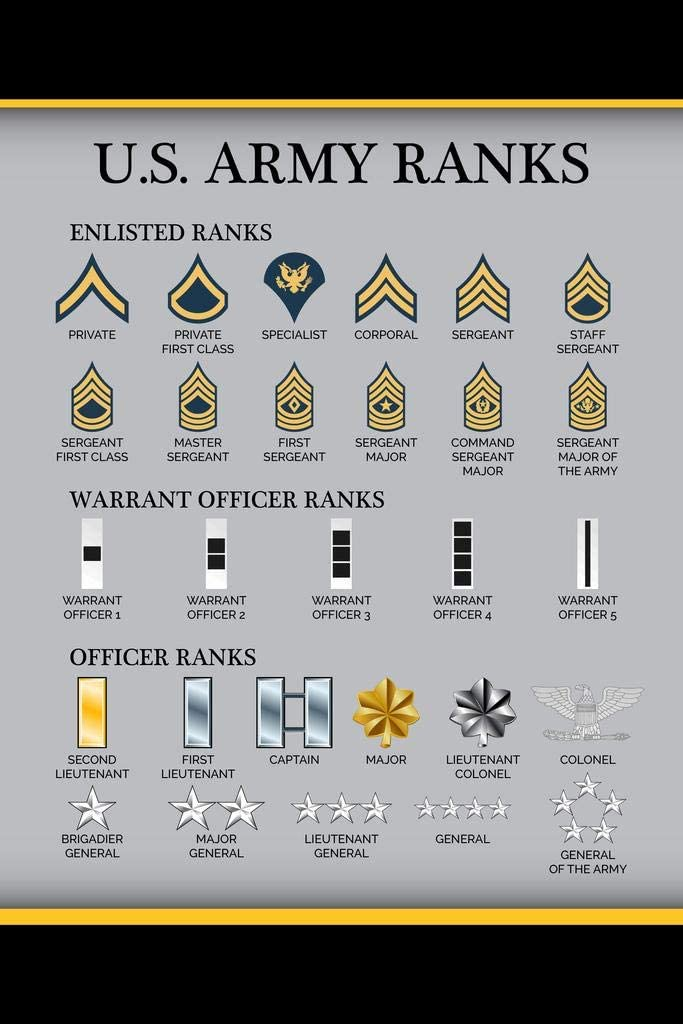 U.S. ARMY RANKS
ENLISTED RANKS
PRIVATE
PRIVATE
FIRST CLASS
SPECIALIST
CORPORAL
SERGEANT
STAFF
SERGEANT
SERGEANT
FIRST CLASS
MASTER
SERGEANT
FIRST
SERGEANT
SERGEANT
MAJOR
COMMAND
SERGEANT
MAJOR
SERGEANT
MAJOR OF
THE ARMY
WARRANT OFFICER RANKS
WARRANT
OFFICER 1
WARRANT
OFFICER 2
WARRANT
OFFICER 3
WARRANT
OFFICER 4
WARRANT
OFFICER 5
OFFICER RANKS
SECOND
LIEUTENANT
FIRST
LIEUTENANT
CAPTAIN
MAJOR
LIEUTENANT
COLONEL
COLONEL
BRIGADIER
GENERAL
MAJOR
GENERAL
LIEUTENANT
GENERAL
GENERAL
GENERAL
OF THE ARMY